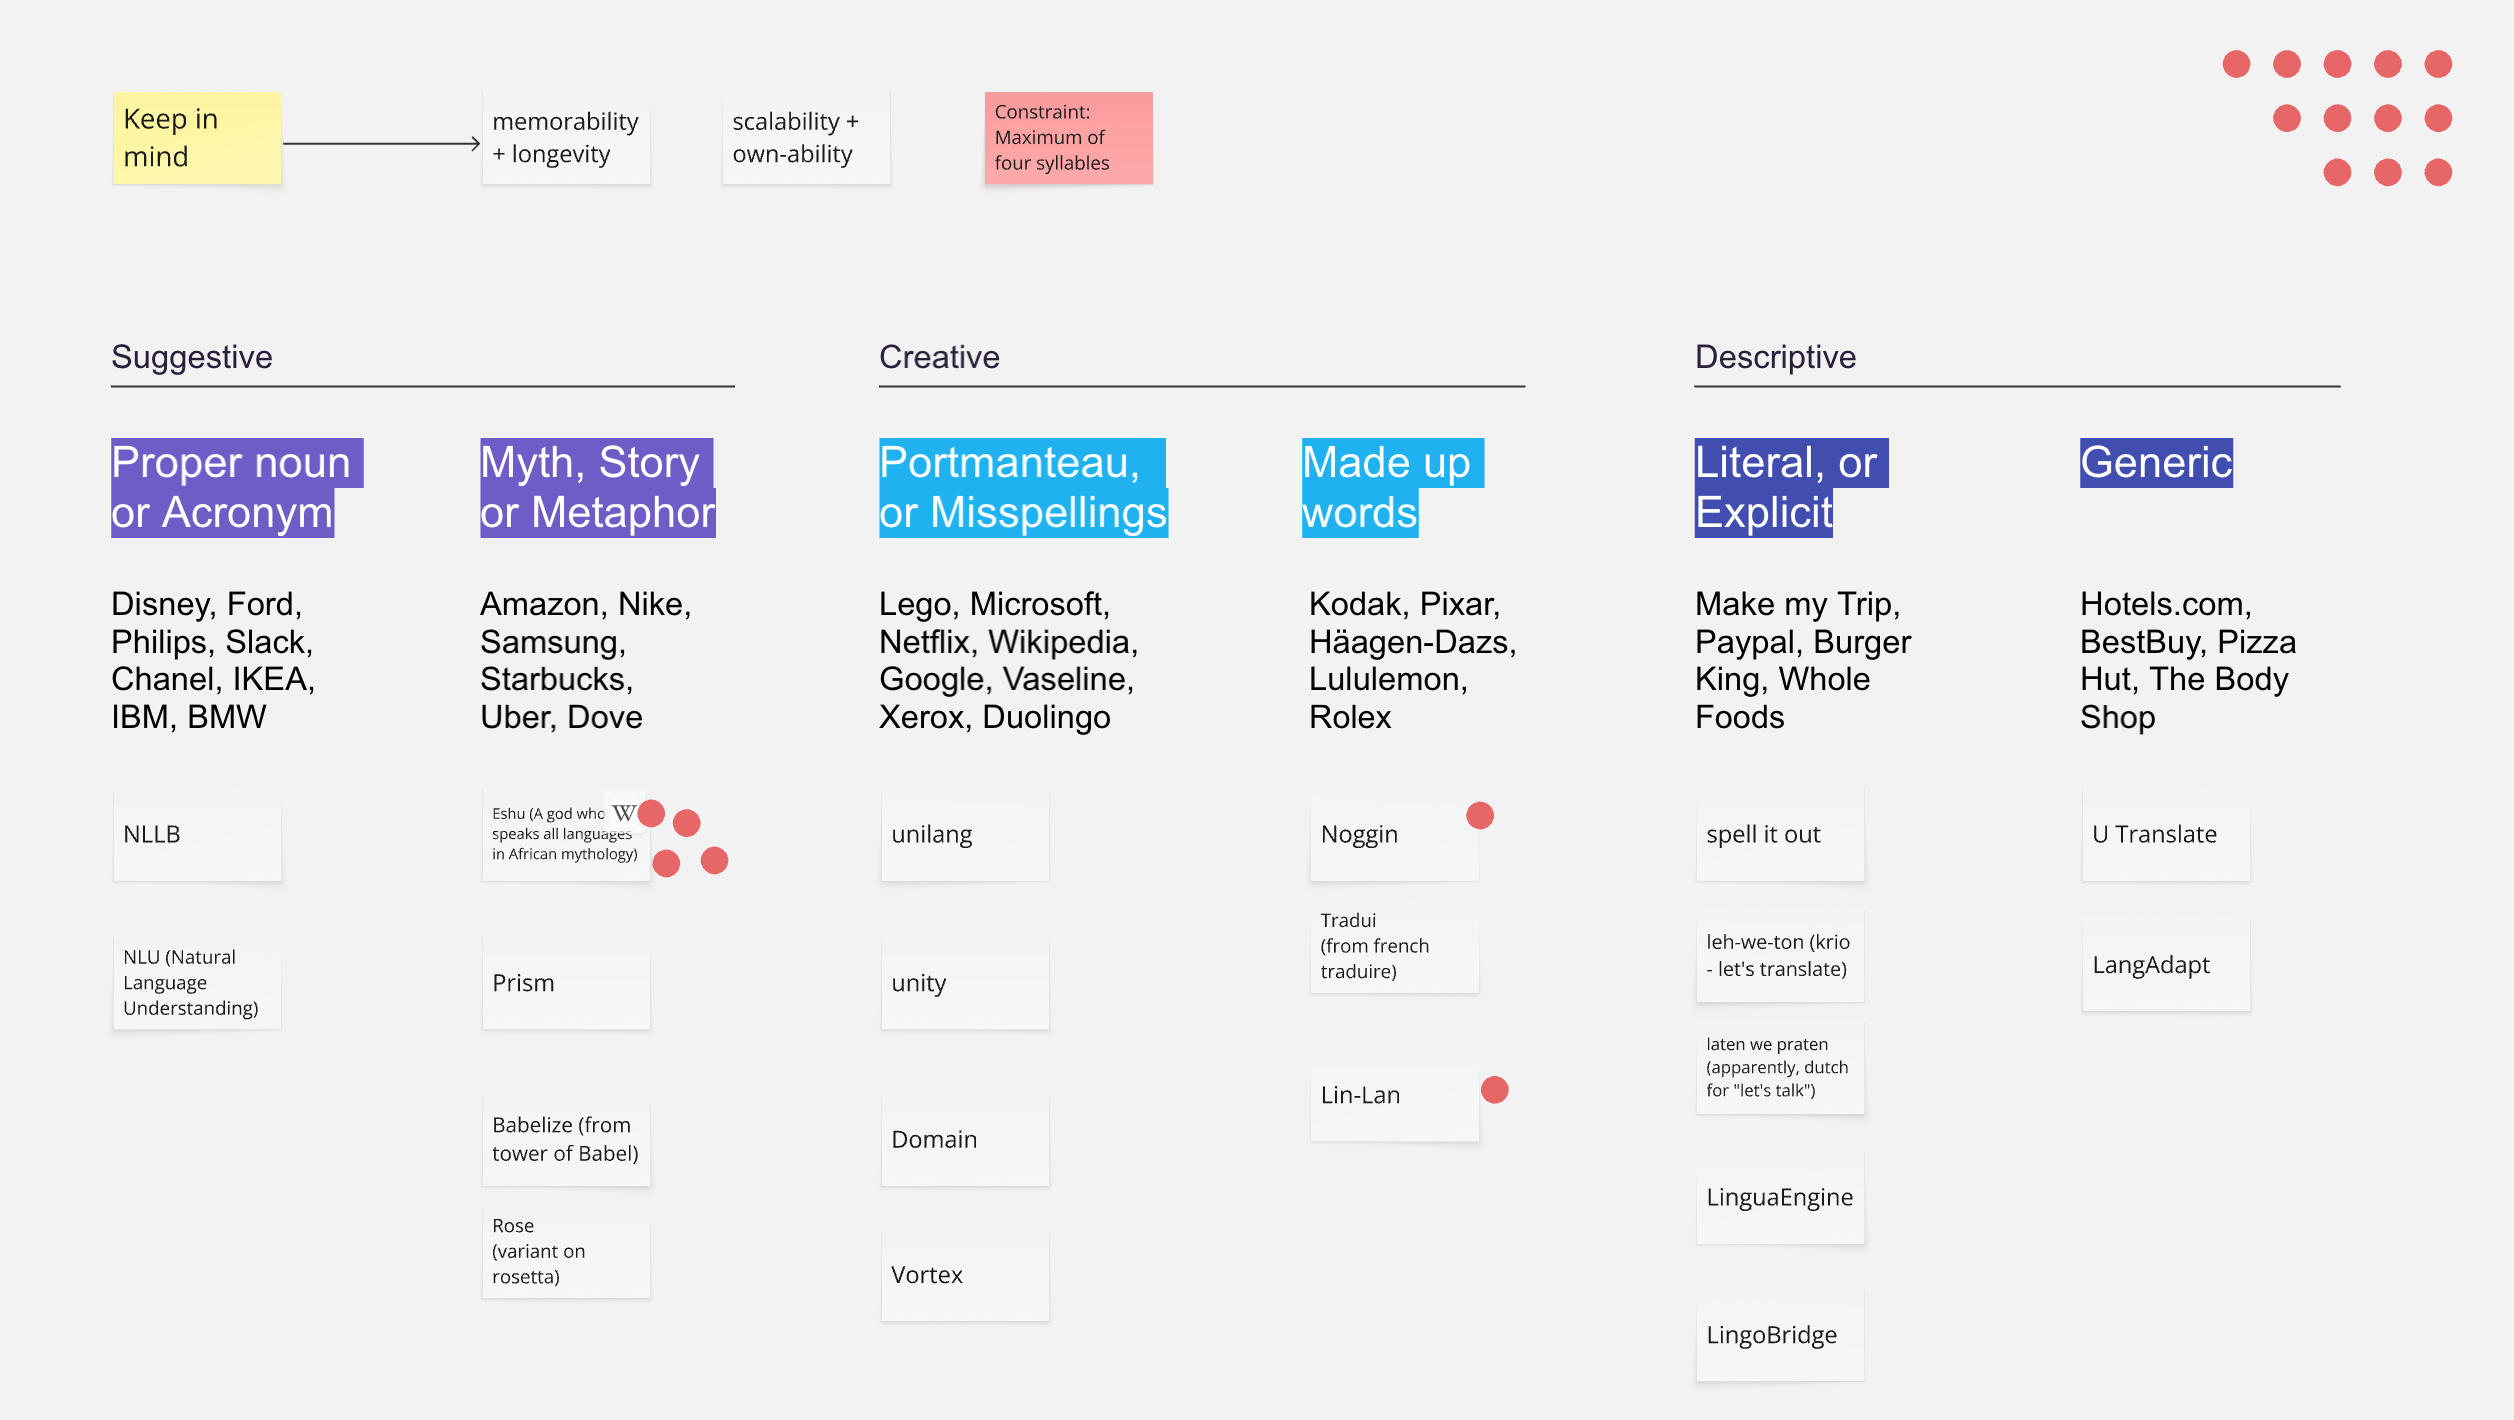 Keep in
mind
memorability
+ longevity
scalability +
own-ability
Constraint:
Maximum of
four syllables
Suggestive
Proper noun
or Acronym
Disney, Ford,
Philips, Slack,
Chanel, IKEA,
IBM, BMW
NLLB
NLU (Natural
Language
Understanding)
Myth, Story
or Metaphor
Amazon, Nike,
Samsung,
Starbucks,
Uber, Dove
Eshu (A god who
W
speaks all languages
in African mythology)
Prism
Babelize (from
tower of Babel)
Rose
(variant on
rosetta)
Creative
Portmanteau,
or Misspellings
Lego, Microsoft,
Netflix, Wikipedia,
Google, Vaseline,
Xerox, Duolingo
unilang
unity
Domain
Vortex
Made up
words
Kodak, Pixar,
Häagen-Dazs,
Lululemon,
Rolex
Noggin
Tradui
(from french
traduire)
Lin-Lan
Descriptive
Literal, or
Explicit
Make my Trip,
Paypal, Burger
King, Whole
Foods
spell it out
leh-we-ton (krio
- let's translate)
laten we praten
(apparently, dutch
for "let's talk")
LinguaEngine
LingoBridge
Generic
Hotels.com,
BestBuy, Pizza
Hut, The Body
Shop
U Translate
LangAdapt